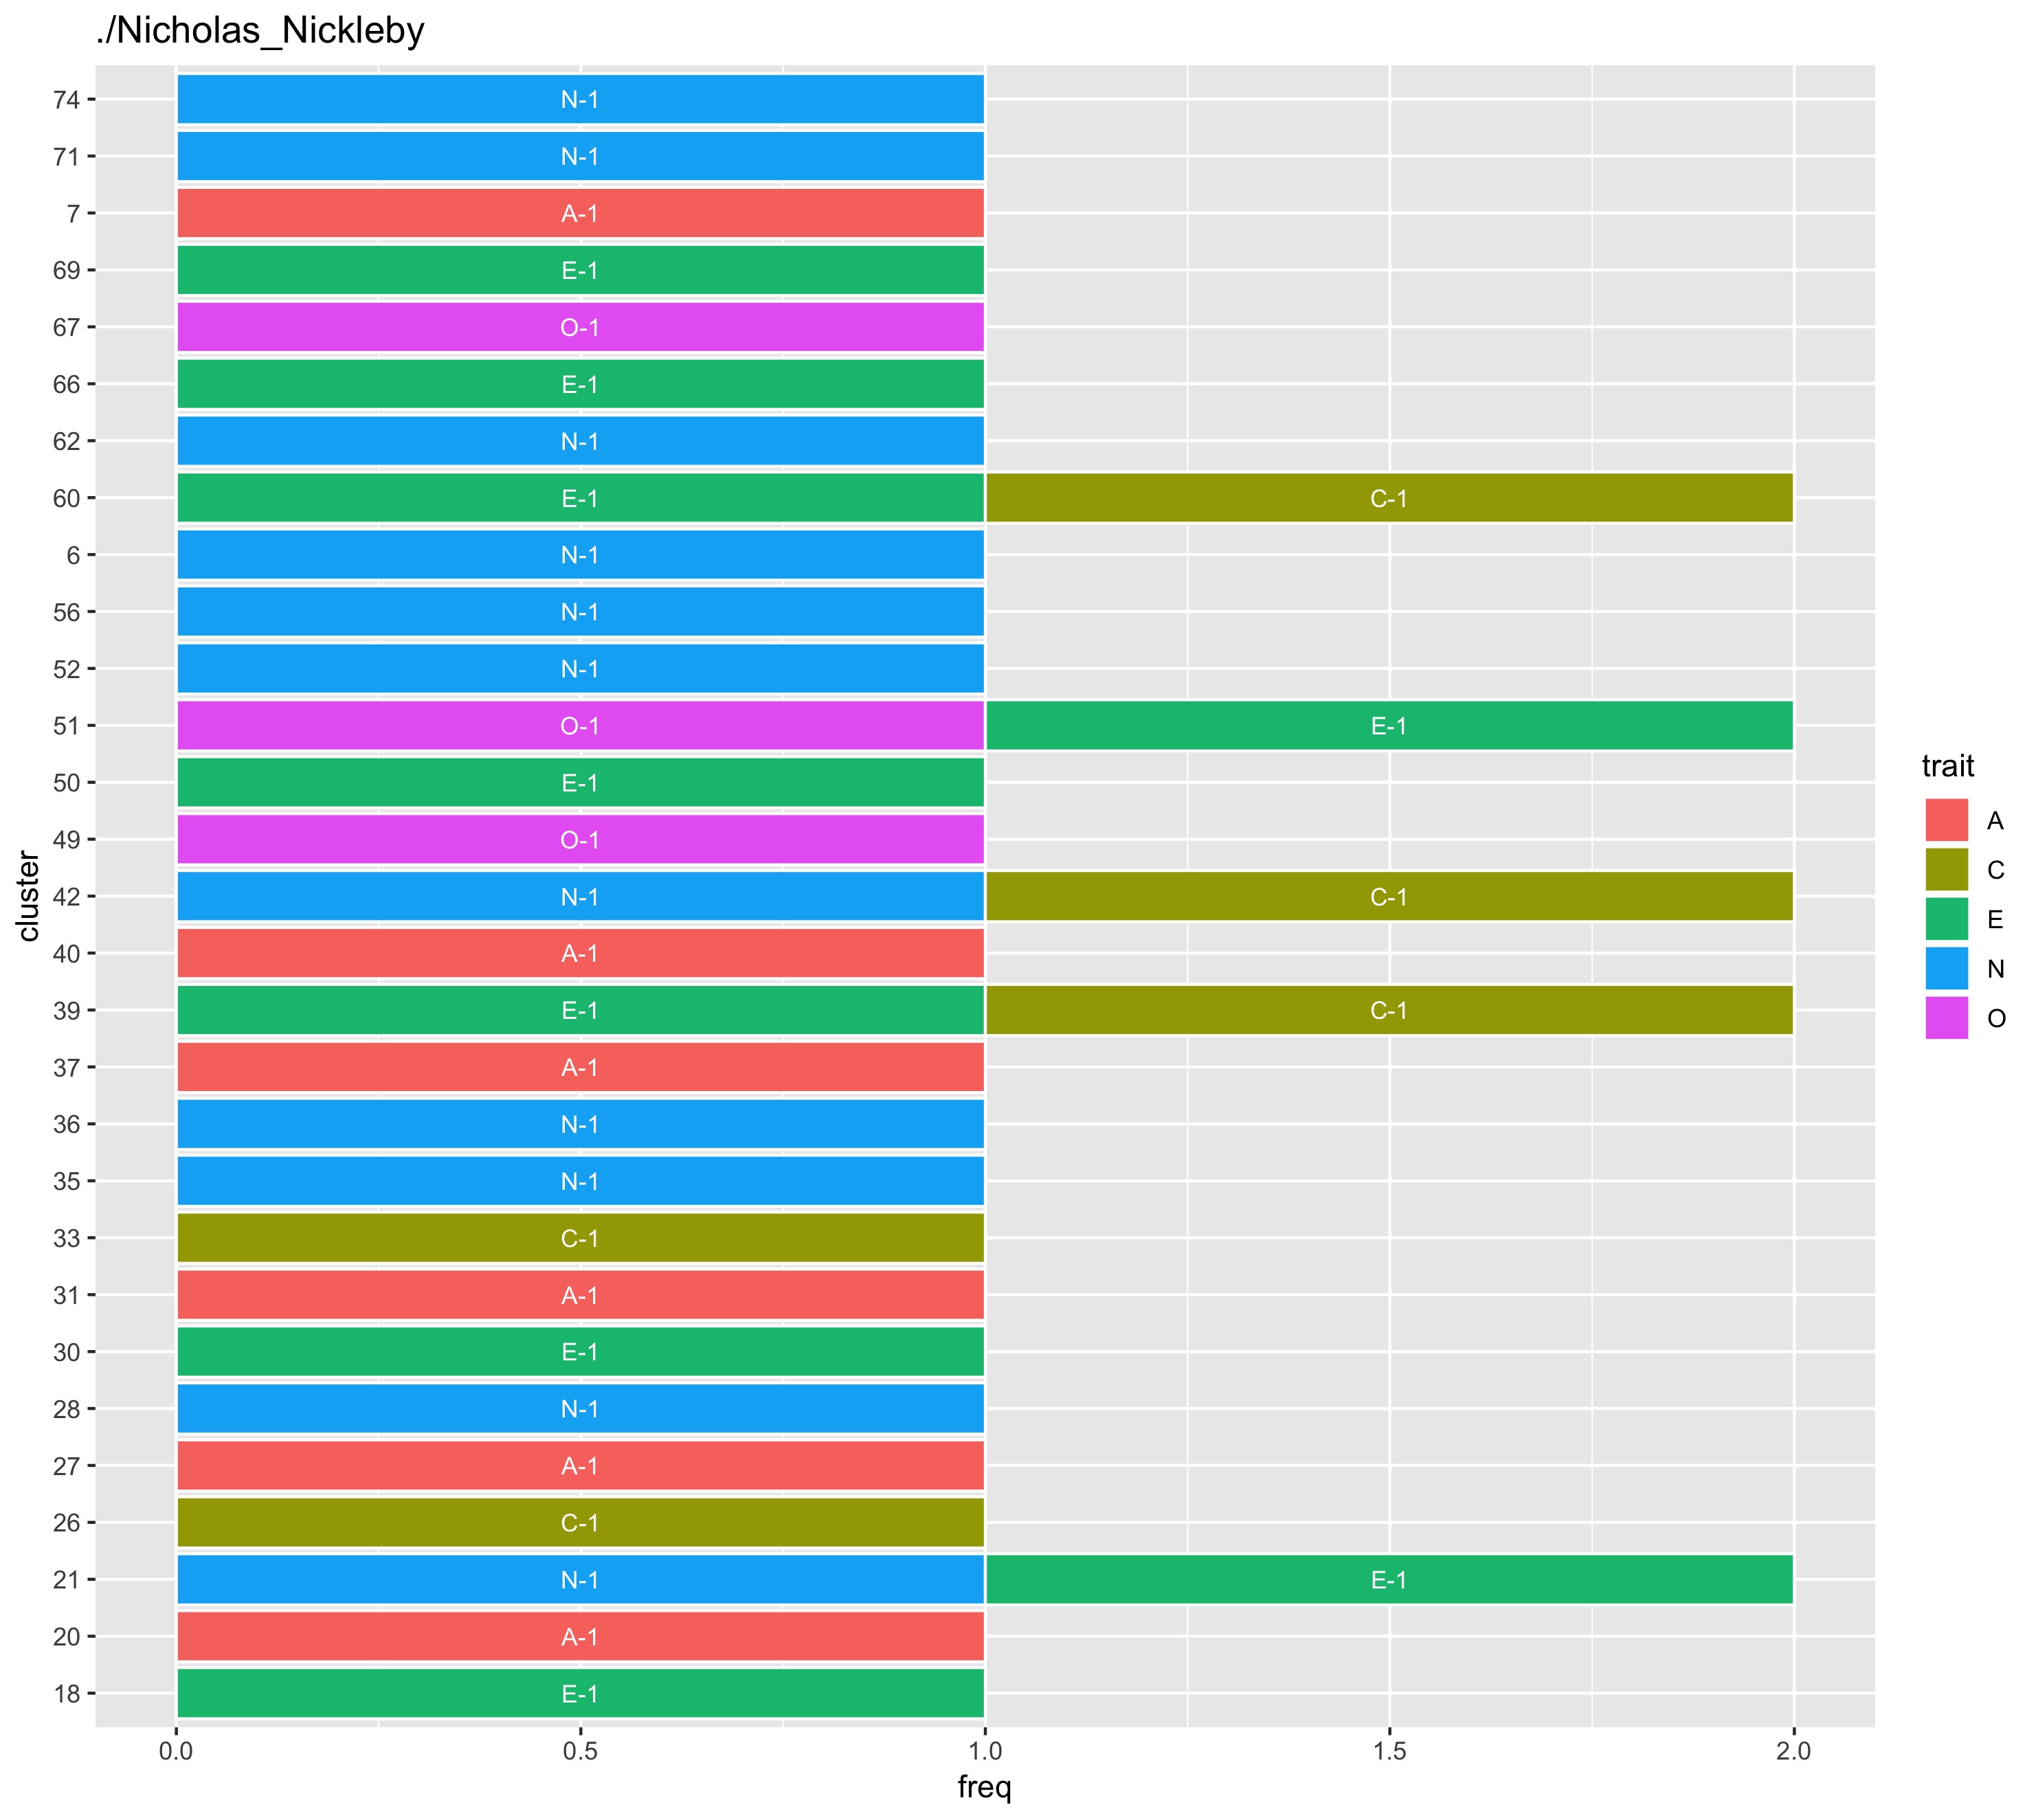 ./Nicholas_Nickleby
cluster
74 N-1
71 N-1
7 A-1
69 E-1
67 O-1
66 E-1
62 N-1
60 E-1 C-1
6 N-1
56 N-1
52 N-1
51 O-1 E-1
50 E-1
49 O-1
42 N-1 C-1
40 A-1
39 E-1 C-1
37 A-1
36 N-1
35 N-1
33 C-1
31 A-1
30 E-1
28 N-1
27 A-1
26 C-1
21 N-1 E-1
20 A-1
18 E-1
0.0 0.5 1.0 1.5 2.0
freq
trait
A
C
E
N
O